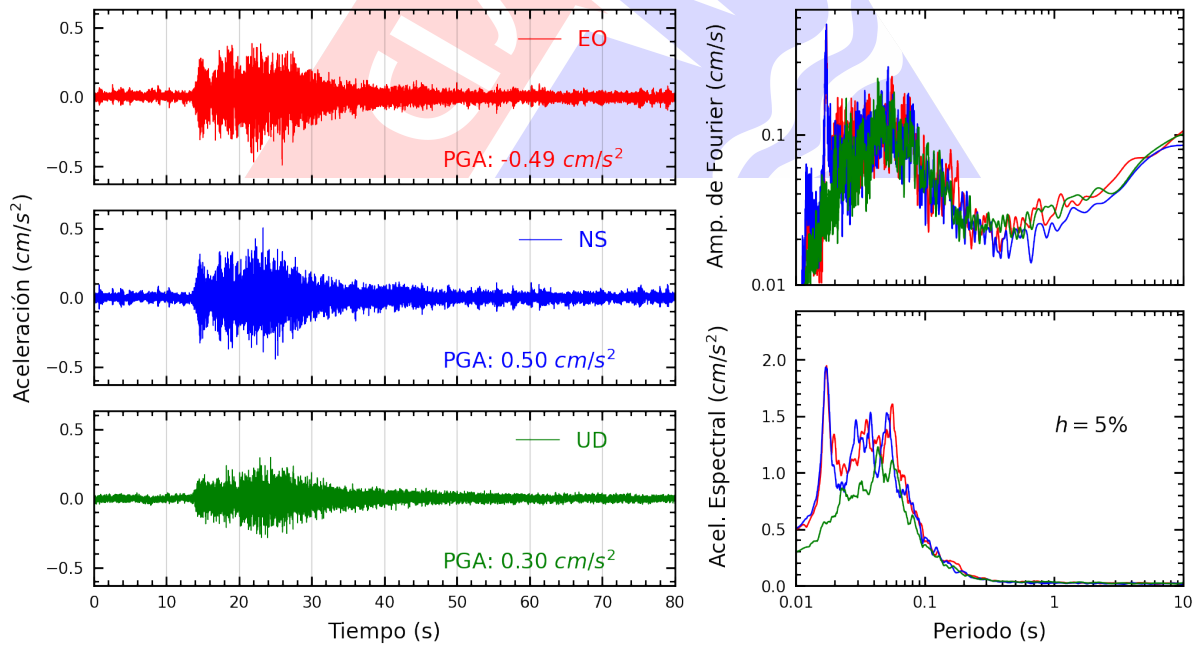 0.5
0.0
−0.5
EO
PGA: -0.49 cm/s²
0.5
0.0
−0.5
NS
PGA: 0.50 cm/s²
0.5
0.0
−0.5
UD
PGA: 0.30 cm/s²
0 10 20 30 40 50 60 70 80
Tiempo (s)
Aceleración (cm/s²)
Amp. de Fourier (cm/s)
0.1
0.01
Acel. Espectral (cm/s²)
2.0
1.5
1.0
0.5
0.0
h = 5%
0.01 0.1 1 10
Periodo (s)